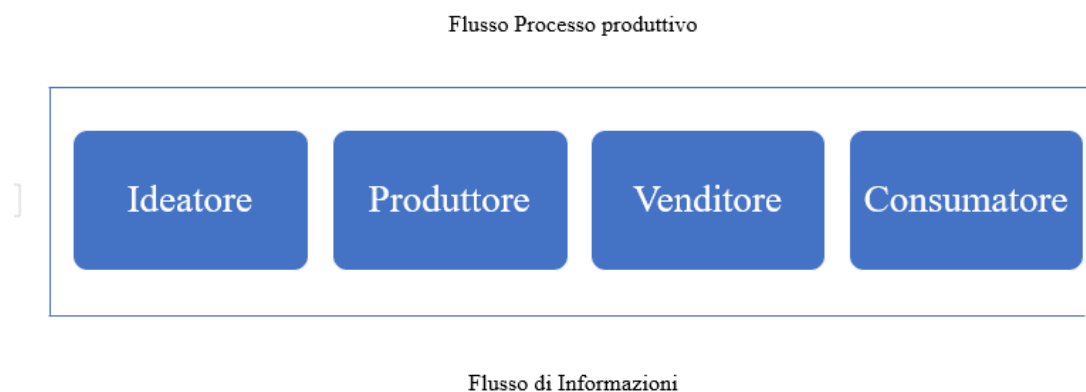 Flusso Processo produttivo
Ideatore
Produttore
Venditore
Consumatore
Flusso di Informazioni